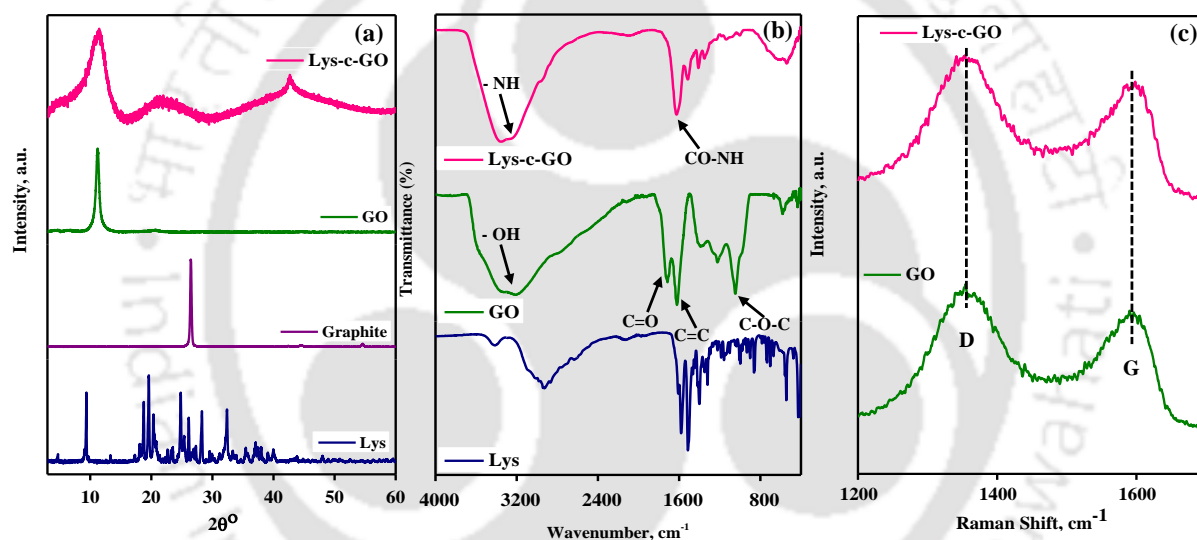 (a)
Lys-c-GO
GO
Graphite
Lys
Intensity, a.u.
10 20 30 40 50 60
2θ°
(b)
- NH
CO-NH
Lys-c-GO
- OH
C=O
C=C
C-O-C
GO
Lys
Transmittance (%)
4000 3200 2400 1600 800
Wavenumber, cm-1
(c)
Lys-c-GO
GO
D
G
Intensity, a.u.
1200 1400 1600
Raman Shift, cm-1